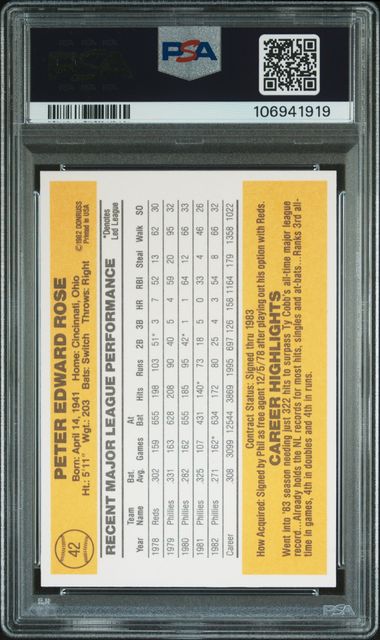 PSA
106941919
42
PETER EDWARD ROSE
©1982 DONRUSS
Printed in USA
Born: April 14, 1941 Home: Cincinnati, Ohio
Ht.: 5'11" Wgt.: 203 Bats: Switch Throws: Right
RECENT MAJOR LEAGUE PERFORMANCE
*Denotes
Led League
Year Team Name Bat. Avg. Games At Bat Hits Runs 2B 3B HR RBI Steal Walk SO
1978 Reds 302 159 655 198 103 51* 3 7 52 13 62 30
1979 Phillies 331 163 628 208 90 40 5 4 59 20 95 32
1980 Phillies 282 162 655 185 95 42* 1 1 64 12 66 33
1981 Phillies 325 107 431 140* 73 18 5 0 33 4 46 26
1982 Phillies 271 162* 634 172 80 25 4 3 54 8 66 32
Career 308 3099 12544 3869 1995 697 126 158 1164 179 1358 1022
Contract Status: Signed thru 1983
How Acquired: Signed by Phil as free agent 12/5/78 after playing out his option with Reds.
CAREER HIGHLIGHTS
Went into '83 season needing just 322 hits to surpass Ty Cobb's all-time major league
record...Already holds the NL records for most hits, singles and at-bats...Ranks 3rd all-
time in games, 4th in doubles and 4th in runs.
PSA